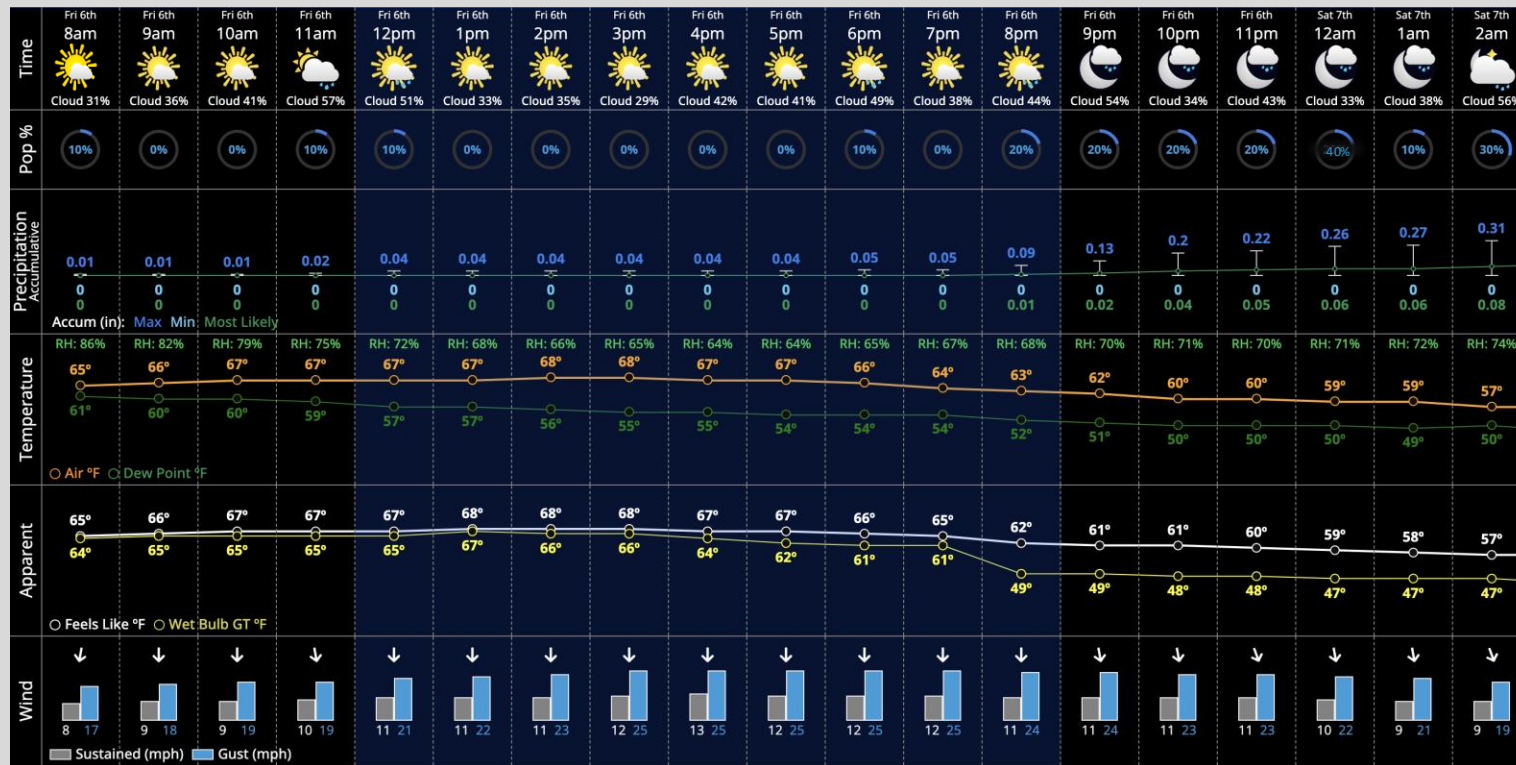 Time
Fri 6th Fri 6th Fri 6th Fri 6th Fri 6th Fri 6th Fri 6th Fri 6th Fri 6th Fri 6th Fri 6th Fri 6th Fri 6th Fri 6th Fri 6th Fri 6th Sat 7th Sat 7th Sat 7th
8am 9am 10am 11am 12pm 1pm 2pm 3pm 4pm 5pm 6pm 7pm 8pm 9pm 10pm 11pm 12am 1am 2am
Cloud 31% Cloud 36% Cloud 41% Cloud 57% Cloud 51% Cloud 33% Cloud 35% Cloud 29% Cloud 42% Cloud 41% Cloud 49% Cloud 38% Cloud 44% Cloud 54% Cloud 34% Cloud 43% Cloud 33% Cloud 38% Cloud 56%
Pop %
10% 0% 0% 10% 10% 0% 0% 0% 0% 0% 10% 0% 20% 20% 20% 20% 40% 10% 30%
Precipitation
Accumulative
0.01 0.01 0.01 0.02 0.04 0.04 0.04 0.04 0.04 0.04 0.05 0.05 0.09 0.13 0.2 0.22 0.26 0.27 0.31
0 0 0 0 0 0 0 0 0 0 0 0 0 0 0 0 0 0 0
0 0 0 0 0 0 0 0 0 0 0 0 0.01 0.02 0.04 0.05 0.06 0.06 0.08
Accum (in): Max Min Most Likely
Temperature
RH: 86% RH: 82% RH: 79% RH: 75% RH: 72% RH: 68% RH: 66% RH: 65% RH: 64% RH: 64% RH: 65% RH: 67% RH: 68% RH: 70% RH: 71% RH: 70% RH: 71% RH: 72% RH: 74%
65° 66° 67° 67° 67° 67° 68° 68° 67° 67° 66° 64° 63° 62° 60° 60° 59° 59° 57°
61° 60° 60° 59° 57° 57° 56° 55° 55° 54° 54° 54° 52° 51° 50° 50° 50° 49° 50°
Air ºF Dew Point ºF
Apparent
65° 66° 67° 67° 67° 68° 68° 68° 67° 67° 66° 65° 62° 61° 61° 60° 59° 58° 57°
64° 65° 65° 65° 65° 67° 66° 66° 64° 62° 61° 61° 49° 49° 48° 48° 47° 47° 47°
Feels Like ºF Wet Bulb GT ºF
Wind
8 17 9 18 9 19 10 19 11 21 11 22 11 23 12 25 13 25 12 25 12 25 12 25 11 24 11 24 11 23 11 23 10 22 9 21 9 19
Sustained (mph) Gust (mph)